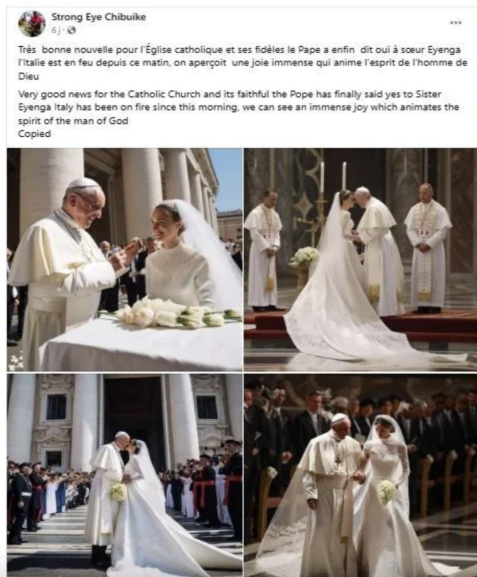 Strong Eye Chibuike
6 j ·
Très bonne nouvelle pour l'Église catholique et ses fidèles le Pape a enfin dit oui à sœur Eyenga
l'Italie est en feu depuis ce matin, on aperçoit une joie immense qui anime l'esprit de l'homme de
Dieu
Very good news for the Catholic Church and its faithful the Pope has finally said yes to Sister
Eyenga Italy has been on fire since this morning, we can see an immense joy which animates the
spirit of the man of God
Copied